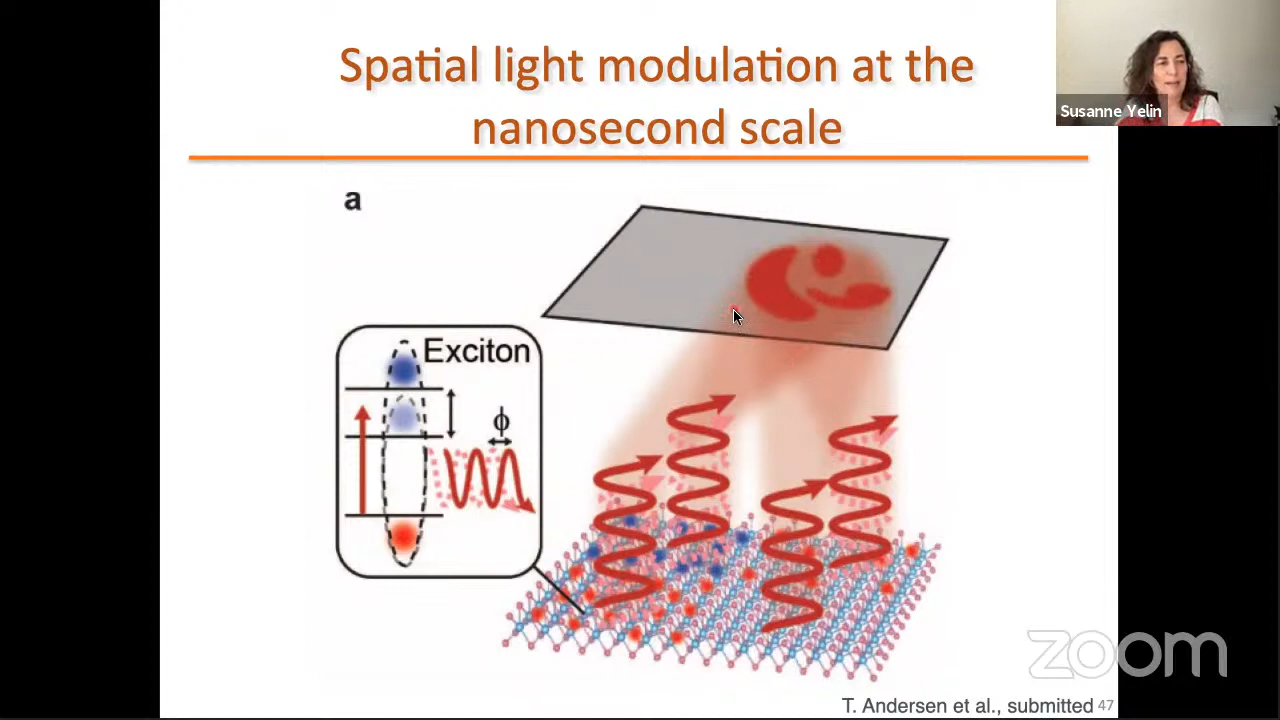 Spatial light modulation at the
nanosecond scale
Susanne Yelin
a
Exciton
ϕ
zoom
T. Andersen et al., submitted 47